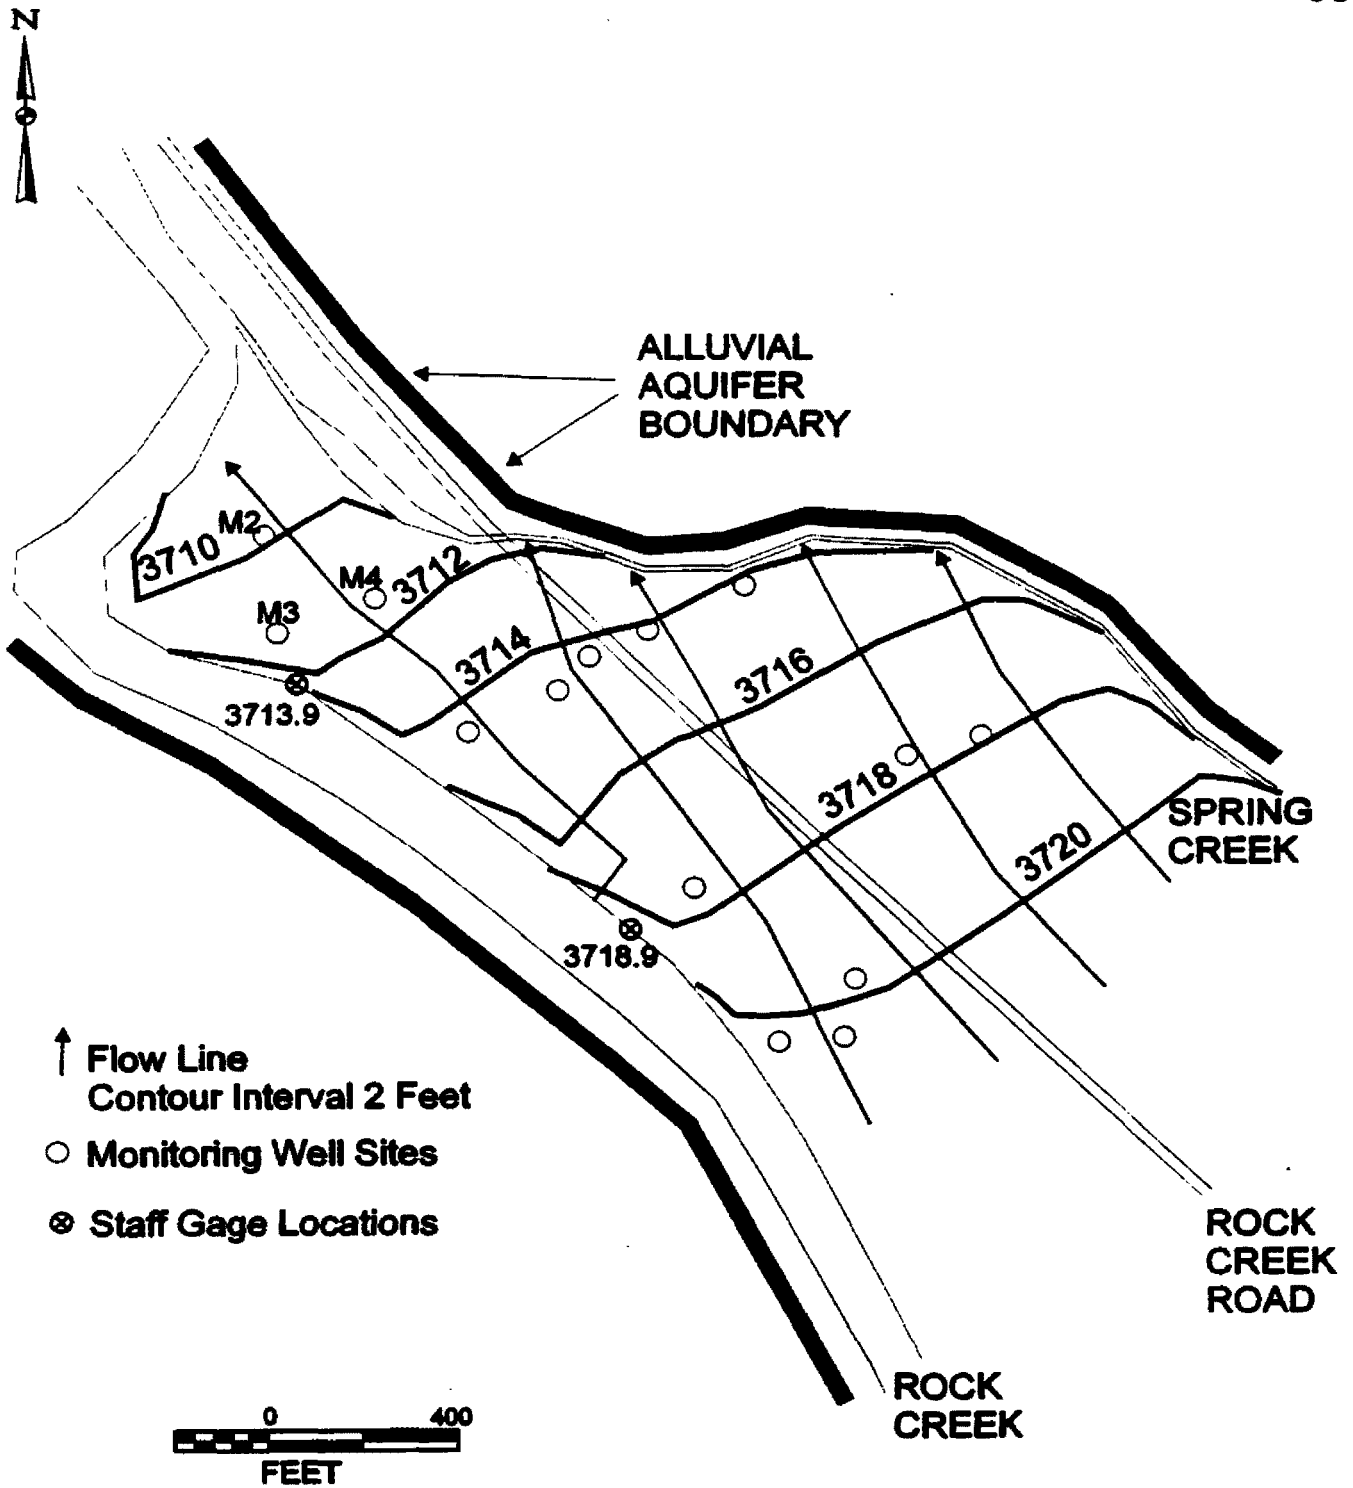 N
ALLUVIAL
AQUIFER
BOUNDARY
M2
3710
M4
3712
M3
3714
3713.9
3716
3718
3720
SPRING
CREEK
3718.9
Flow Line
Contour Interval 2 Feet
Monitoring Well Sites
Staff Gage Locations
ROCK
CREEK
ROAD
ROCK
CREEK
0 400
FEET